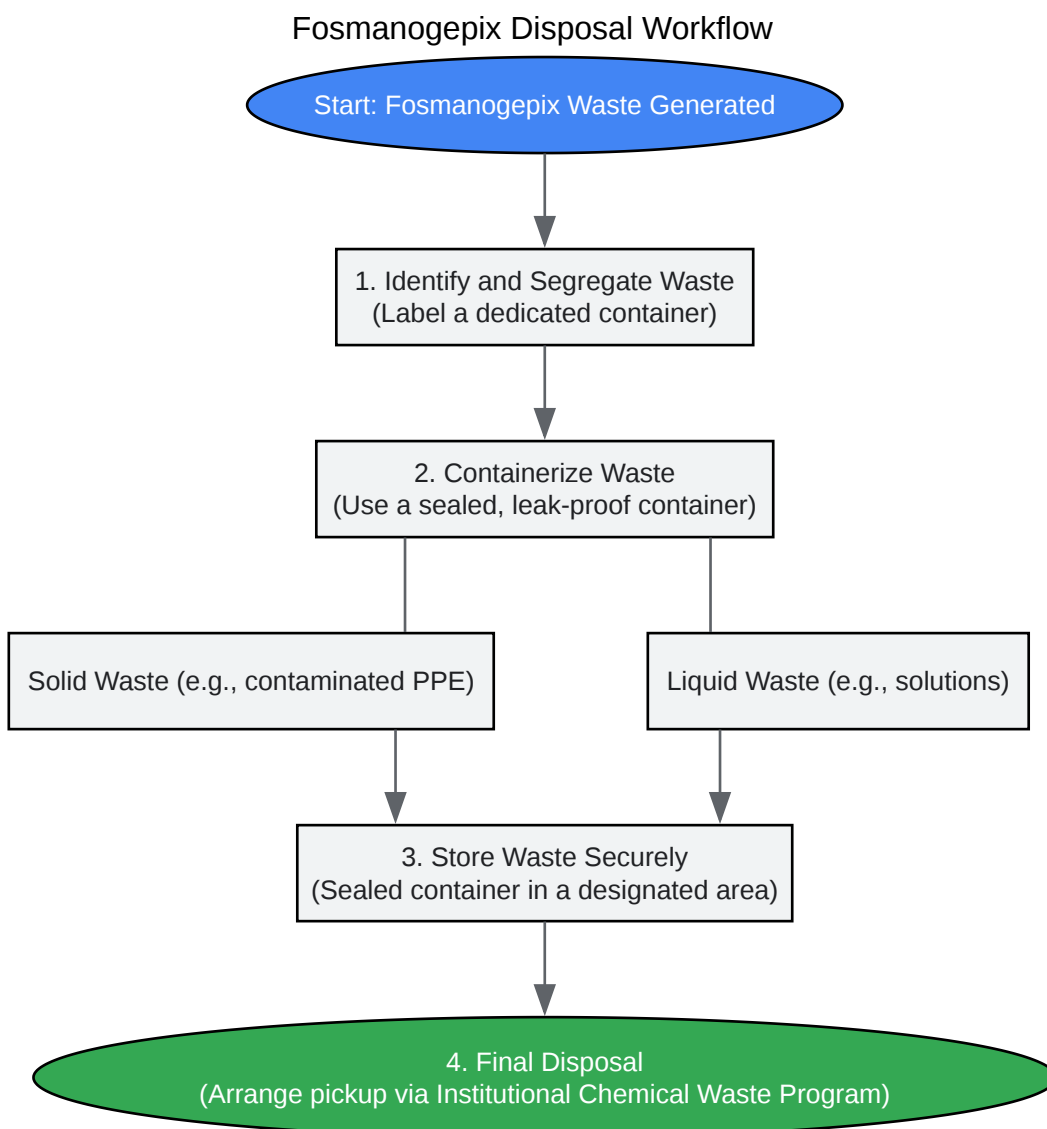 Fosmanogepix Disposal Workflow
Start: Fosmanogepix Waste Generated
1. Identify and Segregate Waste
(Label a dedicated container)
2. Containerize Waste
(Use a sealed, leak-proof container)
Solid Waste (e.g., contaminated PPE)
Liquid Waste (e.g., solutions)
3. Store Waste Securely
(Sealed container in a designated area)
4. Final Disposal
(Arrange pickup via Institutional Chemical Waste Program)